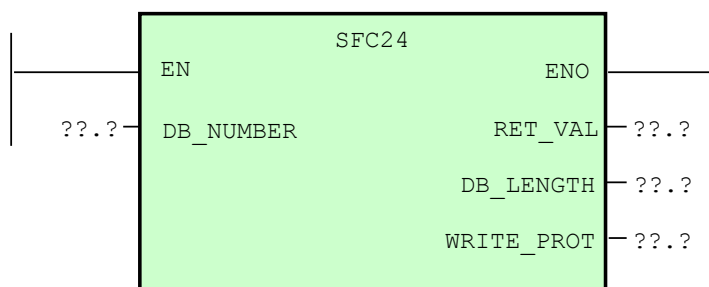 SFC24
EN ENO
??.? DB_NUMBER RET_VAL ??.?
DB_LENGTH ??.?
WRITE_PROT ??.?